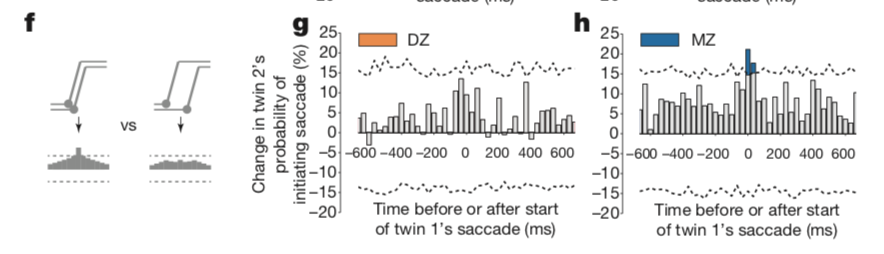 saccade (ms)
saccade (ms)
f
vs
g
DZ
Change in twin 2's
probability of
initiating saccade (%)
25
20
15
10
5
0
−5
−10
−15
−20
−600 −400 −200 0 200 400 600
Time before or after start
of twin 1's saccade (ms)
h
MZ
25
20
15
10
5
0
−5
−10
−15
−20
−600 −400 −200 0 200 400 600
Time before or after start
of twin 1's saccade (ms)